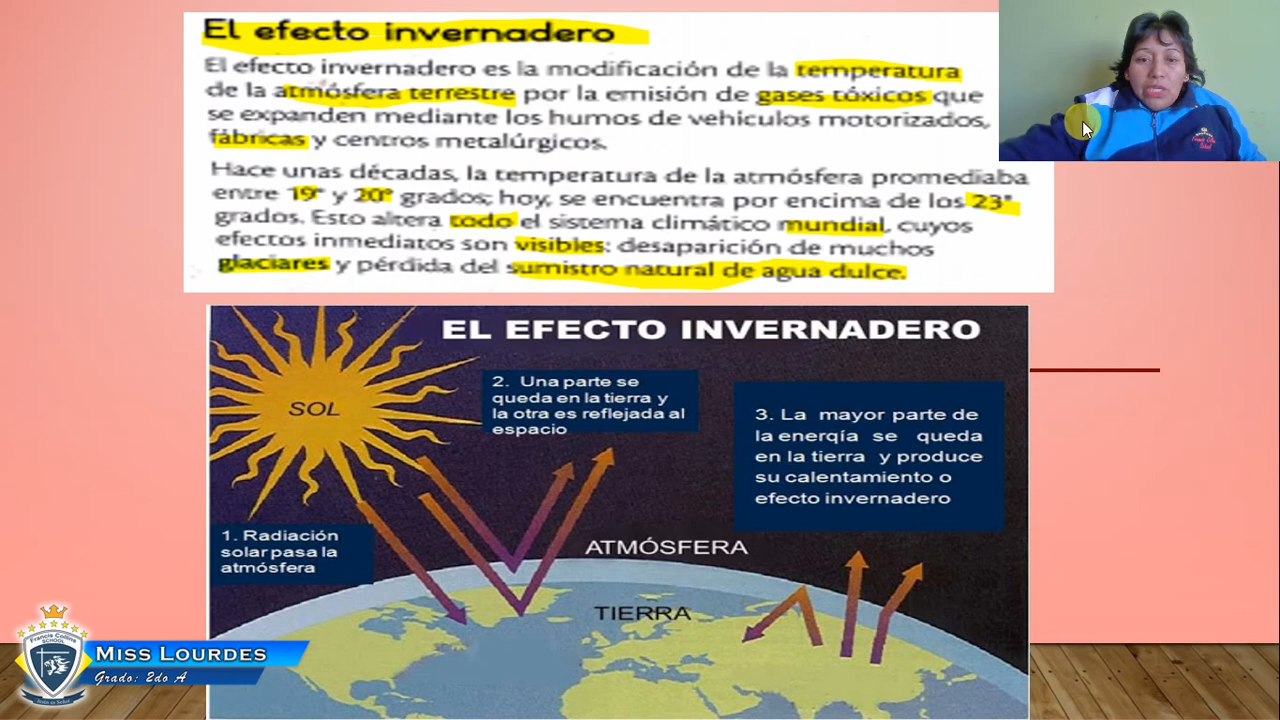 El efecto invernadero
El efecto invernadero es la modificación de la temperatura
de la atmósfera terrestre por la emisión de gases tóxicos que
se expanden mediante los humos de vehículos motorizados,
fábricas y centros metalúrgicos.
Hace unas décadas, la temperatura de la atmósfera promediaba
entre 19° y 20° grados; hoy, se encuentra por encima de los 23°
grados. Esto altera todo el sistema climático mundial, cuyos
efectos inmediatos son visibles: desaparición de muchos
glaciares y pérdida del sumistro natural de agua dulce.
EL EFECTO INVERNADERO
SOL
2. Una parte se
queda en la tierra y
la otra es reflejada al
espacio
3. La mayor parte de
la energía se queda
en la tierra y produce
su calentamiento o
efecto invernadero
1. Radiación
solar pasa la
atmósfera
ATMÓSFERA
TIERRA
Francis Collins
SCHOOL
MISS LOURDES
Grado: 2do A